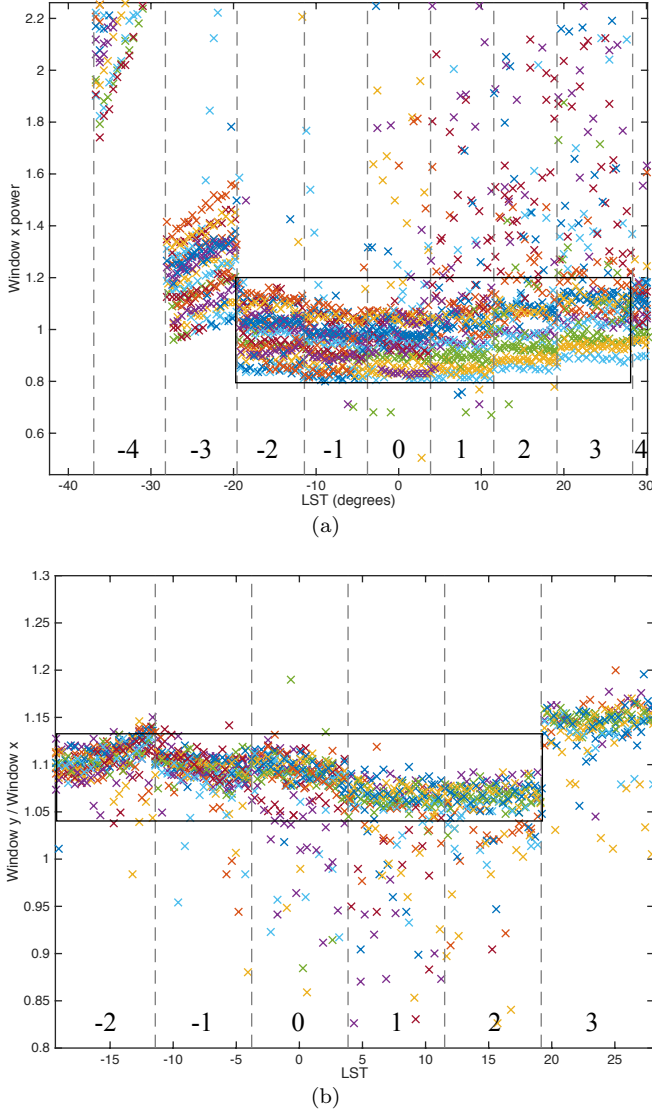 2.2
2
1.8
1.6
1.4
1.2
1
0.8
0.6
Window x power
-4 -3 -2 -1 0 1 2 3 4
-40 -30 -20 -10 0 10 20 30
LST (degrees)
(a)
1.3
1.25
1.2
1.15
1.1
1.05
1
0.95
0.9
0.85
0.8
Window y / Window x
-2 -1 0 1 2 3
-15 -10 -5 0 5 10 15 20 25
LST
(b)